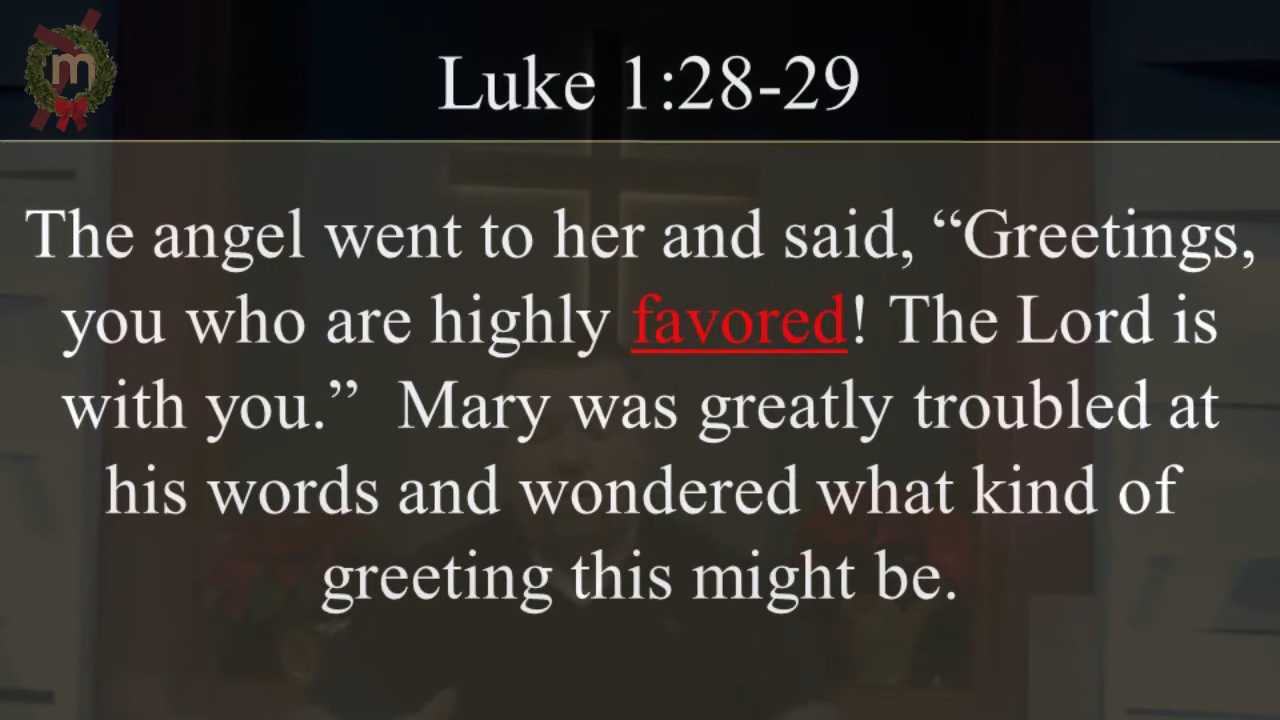 m
Luke 1:28-29
The angel went to her and said, “Greetings,
you who are highly favored! The Lord is
with you.”  Mary was greatly troubled at
his words and wondered what kind of
greeting this might be.